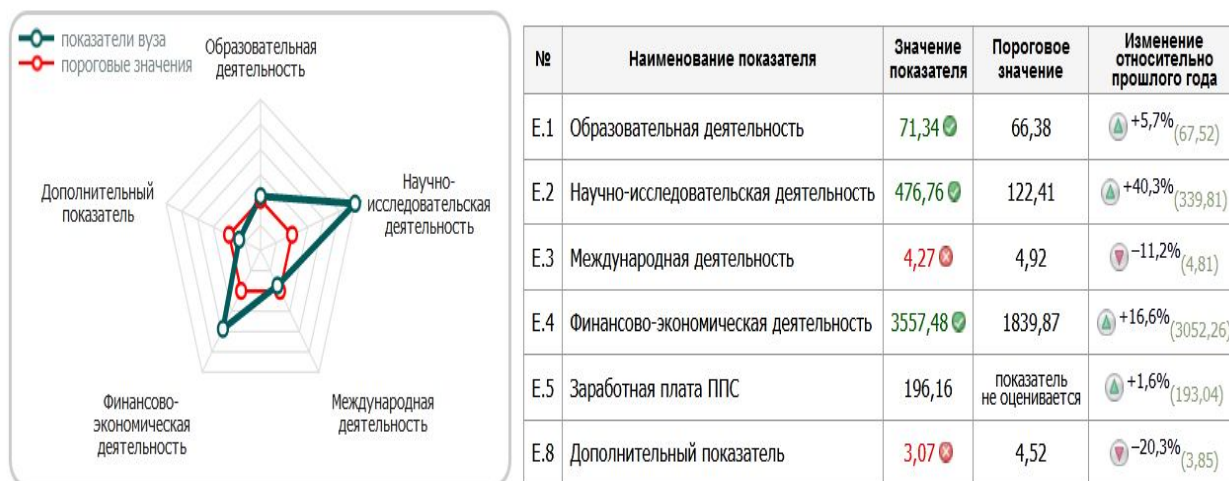 показатели вуза
пороговые значения
Образовательная
деятельность
Дополнительный
показатель
Научно-
исследовательская
деятельность
Финансово-
экономическая
деятельность
Международная
деятельность
№ Наименование показателя Значение показателя Пороговое значение Изменение относительно прошлого года
E.1 Образовательная деятельность 71,34 66,38 +5,7% (67,52)
E.2 Научно-исследовательская деятельность 476,76 122,41 +40,3% (339,81)
E.3 Международная деятельность 4,27 4,92 −11,2% (4,81)
E.4 Финансово-экономическая деятельность 3557,48 1839,87 +16,6% (3052,26)
E.5 Заработная плата ППС 196,16 показатель не оценивается +1,6% (193,04)
E.8 Дополнительный показатель 3,07 4,52 −20,3% (3,85)